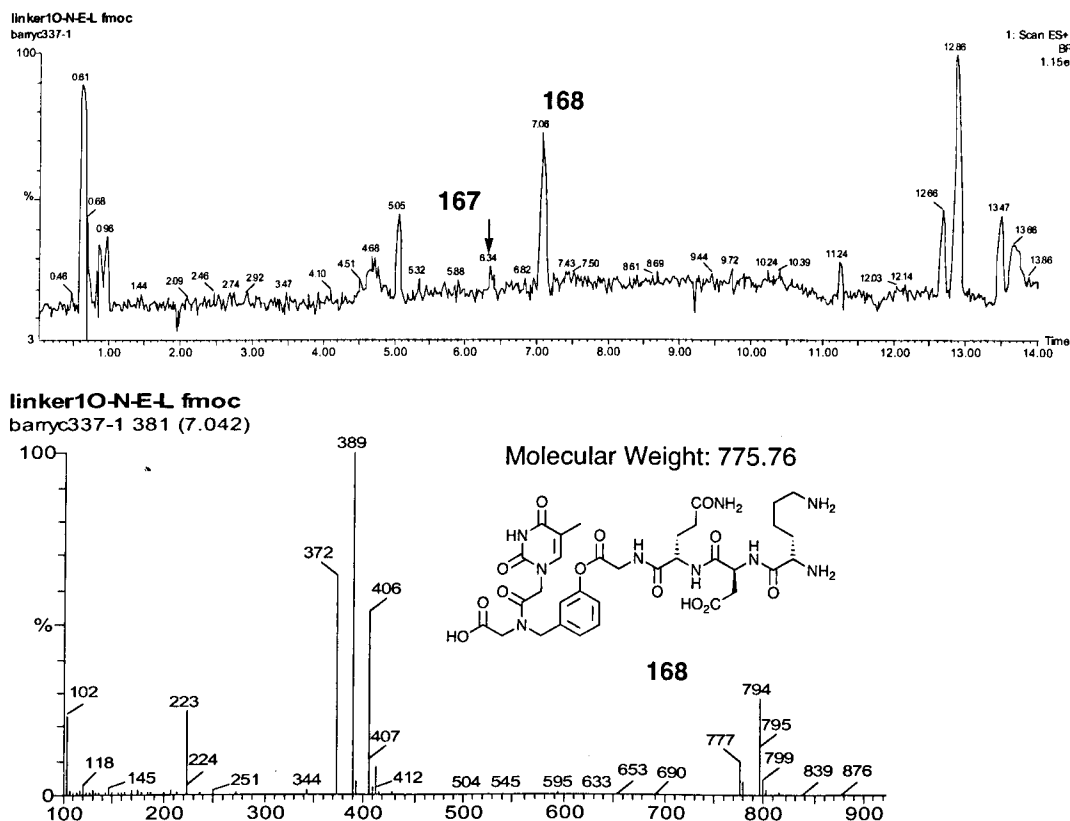 linker1O-N-E-L fmoc
barryc337-1
1: Scan ES+
1.15e
100
%
3
0.61
0.68
0.96
0.46
1.44
2.09
2.46
2.74
2.92
3.47
4.10
4.51
4.68
5.05
5.32
5.88
167
6.34
6.82
168
7.06
7.43
7.50
8.61
8.69
9.44
9.72
10.24
10.39
11.24
12.03
12.14
12.66
12.86
13.47
13.66
13.86
1.00 2.00 3.00 4.00 5.00 6.00 7.00 8.00 9.00 10.00 11.00 12.00 13.00 14.00
Time
linker1O-N-E-L fmoc
barryc337-1 381 (7.042)
100
%
0
102
118
145
223
224
251
344
372
389
406
407
412
504
545
595
633
653
690
777
794
795
799
839
876
Molecular Weight: 775.76
O
HN
O
N
O
O
HO
N
O
O
H
N
O
CONH2
N
H
O
HO2C
H
N
O
NH2
NH2
168
100 200 300 400 500 600 700 800 900